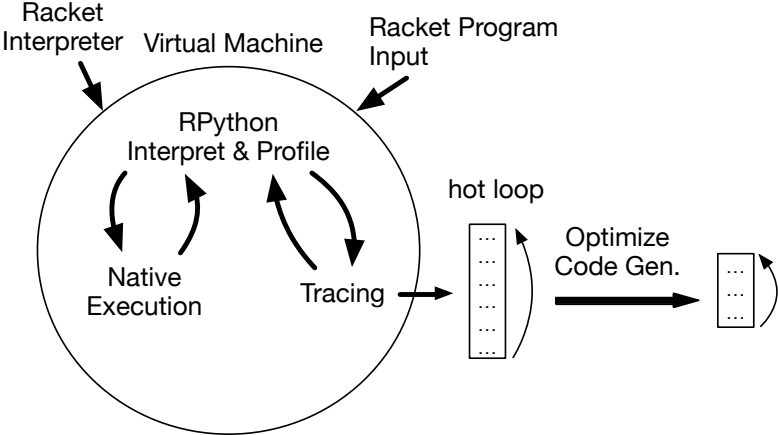 Racket
Interpreter
Virtual Machine
Racket Program
Input
RPython
Interpret & Profile
Native
Execution
Tracing
hot loop
...
...
...
...
...
...
Optimize
Code Gen.
...
...
...